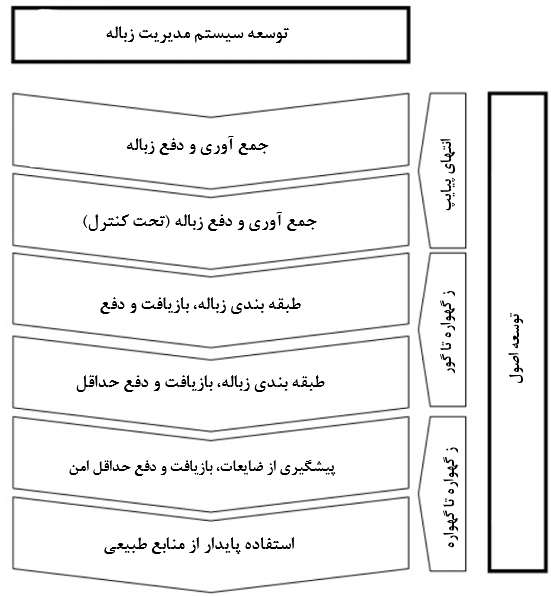 توسعه سیستم مدیریت زباله
جمع آوری و دفع زباله
جمع آوری و دفع زباله (تحت کنترل)
طبقه بندی زباله، بازیافت و دفع
طبقه بندی زباله، بازیافت و دفع حداقل
پیشگیری از ضایعات، بازیافت و دفع حداقل امن
استفاده پایدار از منابع طبیعی
انتهای پیایپ
ز گهواره تا گور
ز گهواره تا گهواره
توسعه اصول